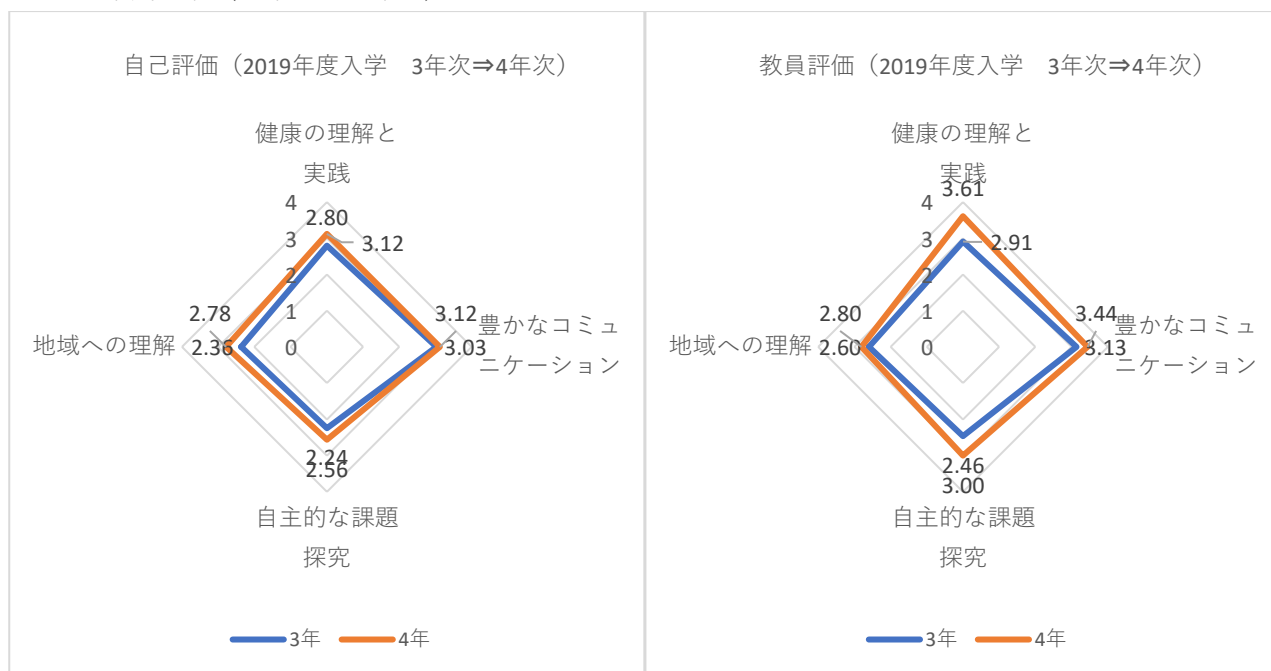 自己評価（2019年度入学　3年次⇒4年次）
健康の理解と
実践
4
2.80
3
3.12
2
2.78
1
3.12
豊かなコミュ
地域への理解
2.36
0
3.03
ニケーション
2.24
2.56
自主的な課題
探究
3年
4年
教員評価（2019年度入学　3年次⇒4年次）
健康の理解と
実践
3.61
4
3
2.91
2
2.80
1
3.44
豊かなコミュ
地域への理解
2.60
0
3.13
ニケーション
2.46
3.00
自主的な課題
探究
3年
4年